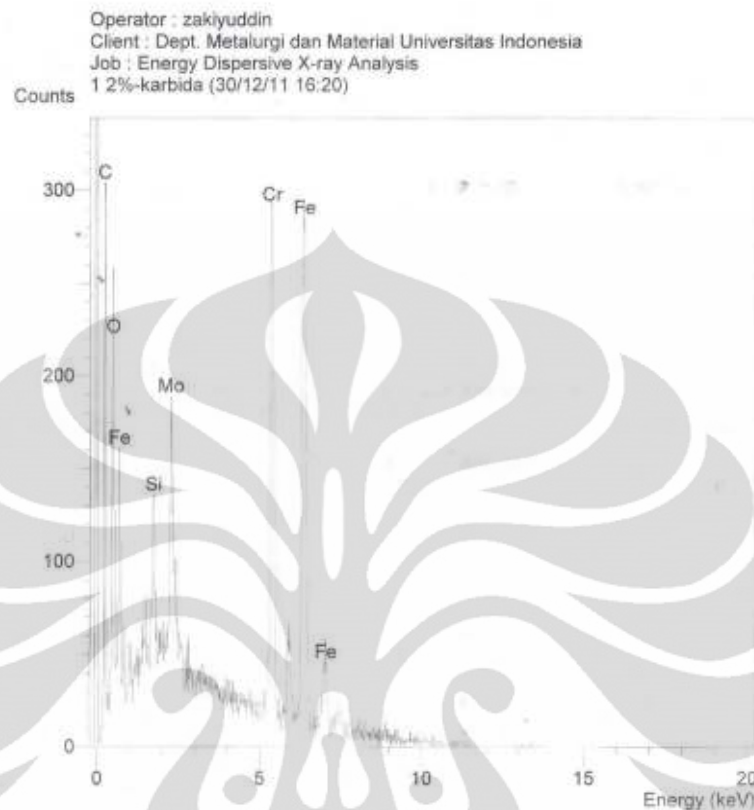 Operator : zakiyuddin
Client : Dept. Metalurgi dan Material Universitas Indonesia
Job : Energy Dispersive X-ray Analysis
1 2%-karbida (30/12/11 16:20)
Counts
C
300
Cr
Fe
O
200
Mo
Fe
Si
100
Fe
0
0 5 10 15 20
Energy (keV)